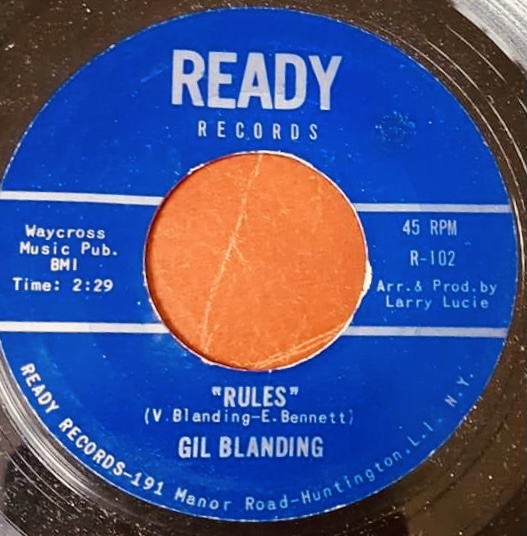 READY
RECORDS
Waycross
Music Pub.
BMI
Time: 2:29
45 RPM
R-102
Arr.& Prod.by
Larry Lucie
"RULES"
(V.Blanding-E.Bennett)
GIL BLANDING
READY RECORDS-191 Manor Road-Huntington,L.I. N.Y.